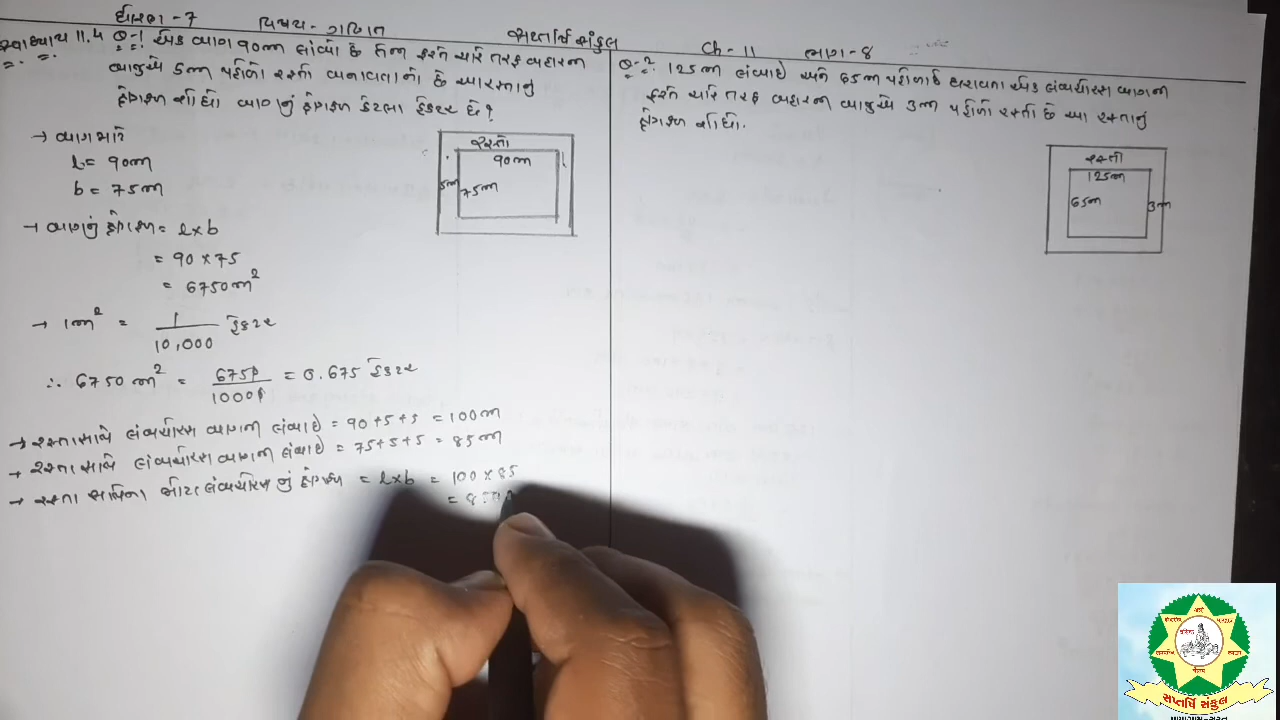 ધોરણ - 7 વિષય - ગણિત સપ્તર્ષિ સંકુલ Ch - 11 ભાગ - 8
સ્વાધ્યાય 11.4 Q-1 એક બાગ 90m લાંબો છે અને ફરતે ચારે તરફ બહારના
બાજુએ 5m પહોળો રસ્તો બનાવવાનો છે આ રસ્તાનું
ક્ષેત્રફળ શોધો બાગનું ક્ષેત્રફળ કેટલા હેક્ટર છે?
→ બાગ માટે
l = 90m
b = 75m
→ બાગનું ક્ષેત્રફળ = l × b
= 90 × 75
= 6750m²
→ 1m² = 1/10,000 હેક્ટર
∴ 6750 m² = 6750/10000 = 0.675 હેક્ટર
→ રસ્તા સાથે લંબચોરસ બાગની લંબાઈ = 90+5+5 = 100m
→ રસ્તા સાથે લંબચોરસ બાગની લંબાઈ = 75+5+5 = 85m
→ રસ્તા સાથેના મોટા લંબચોરસનું ક્ષેત્રફળ = l×b = 100 × 85
= 8
રસ્તો
90m
5m 75m
Q-2 125m લંબાઈ અને 65m પહોળાઈ ધરાવતા એક લંબચોરસ બાગની
ફરતે ચારે તરફ બહારની બાજુએ 3m પહોળો રસ્તો છે આ રસ્તાનું
ક્ષેત્રફળ શોધો.
રસ્તો
125m
65m 3m
સપ્તર્ષિ સંકુલ